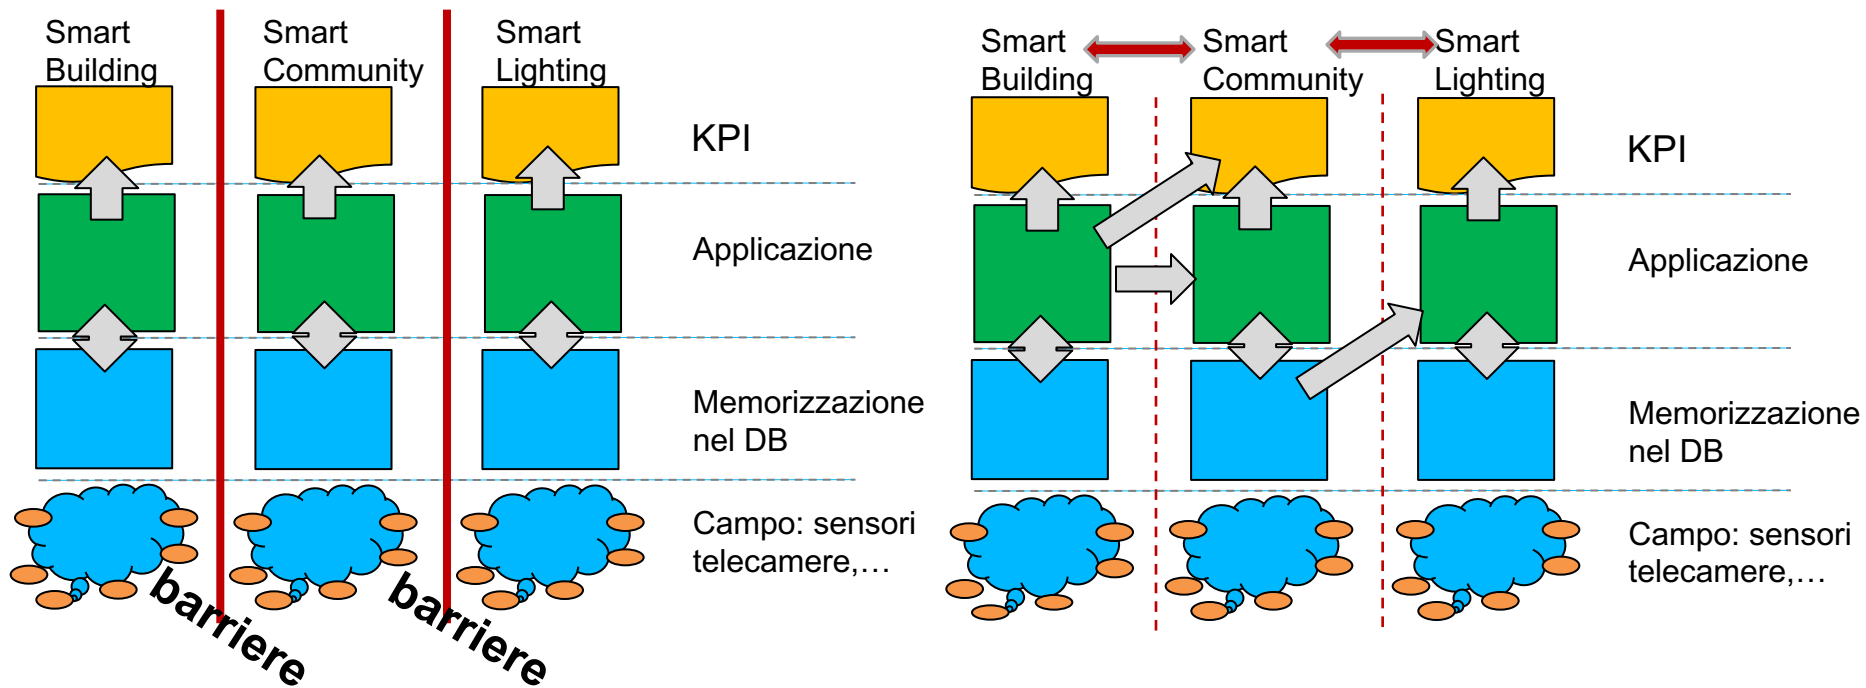 Smart
Building
Smart
Community
Smart
Lighting
KPI
Applicazione
Memorizzazione
nel DB
Campo: sensori
telecamere,…
barriere
barriere
Smart
Building
Smart
Community
Smart
Lighting
KPI
Applicazione
Memorizzazione
nel DB
Campo: sensori
telecamere,…